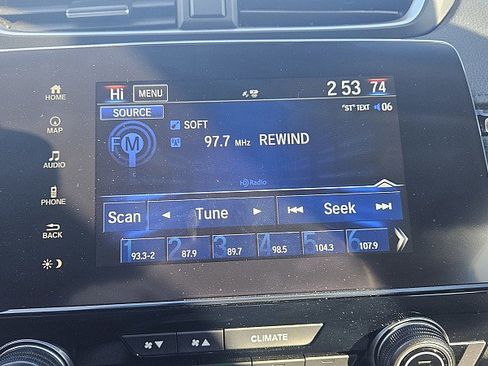 HOME
MAP
AUDIO
PHONE
BACK
Hi MENU 2 53 74
SOURCE "ST" TEXT 06
FM SOFT
97.7 MHz REWIND
HD Radio
Scan Tune Seek
1 93.3-2 2 87.9 3 89.7 4 98.5 5 104.3 6 107.9
CLIMATE